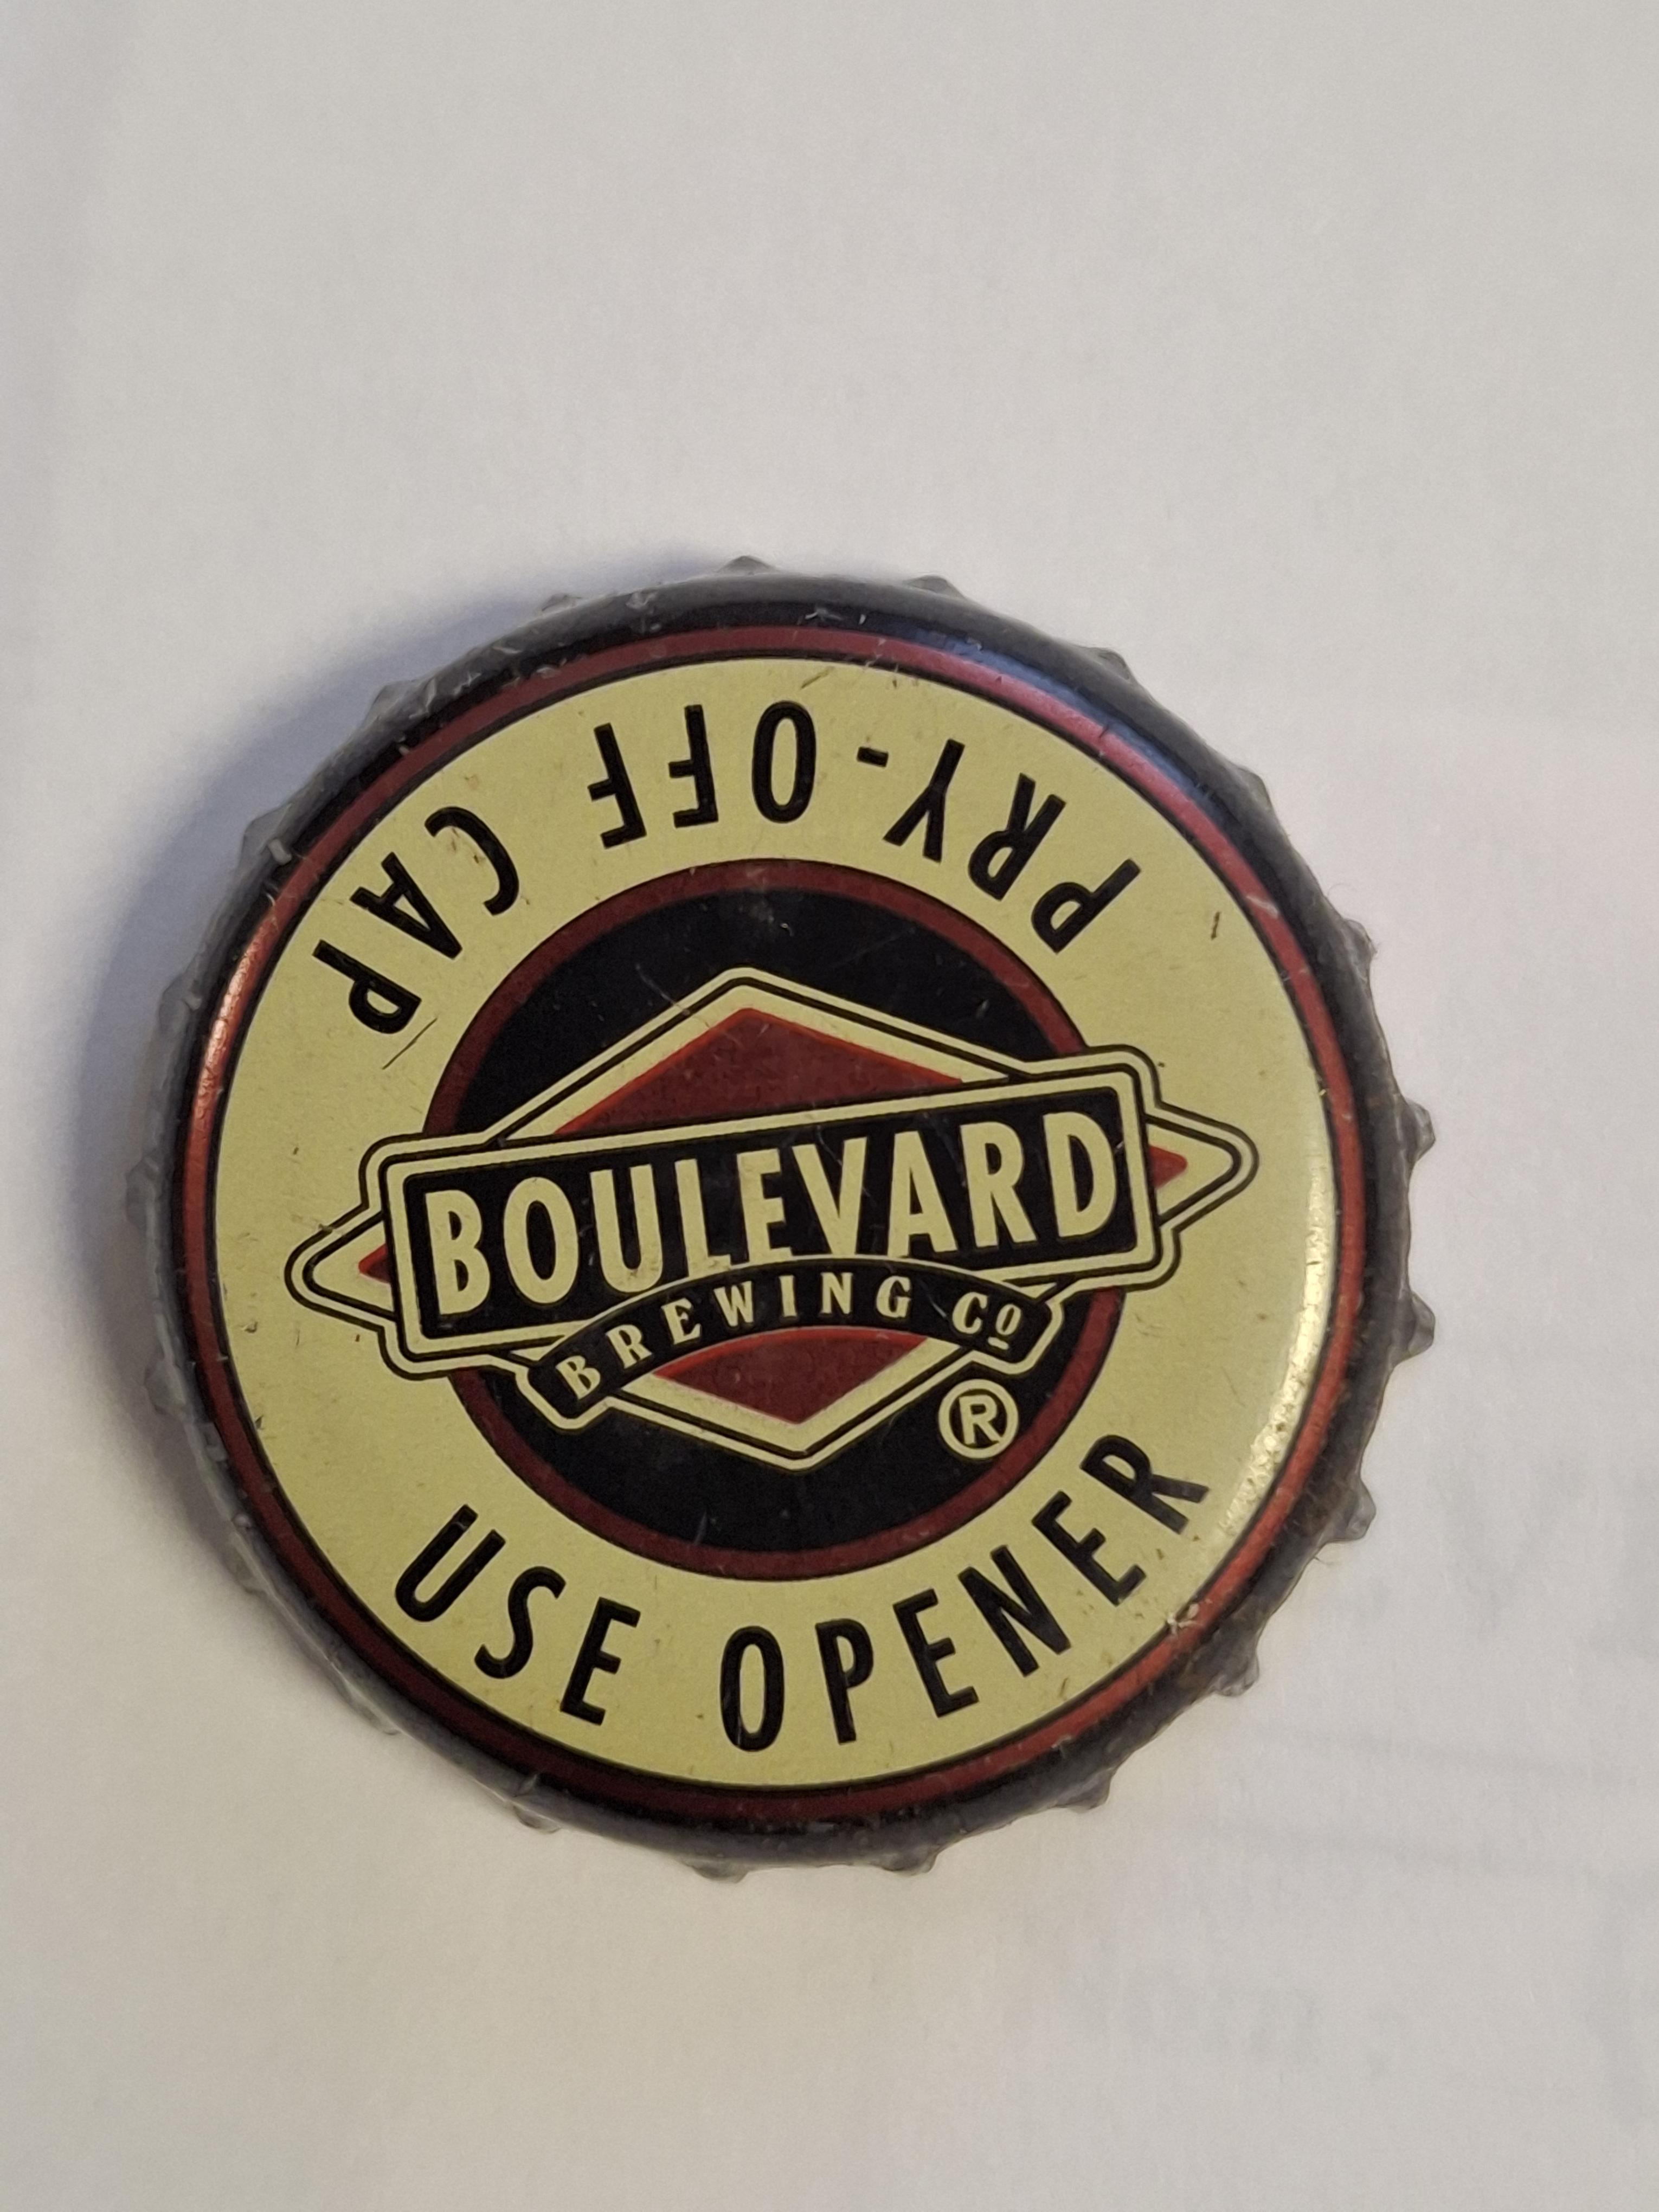 PRY-OFF CAP
BOULEVARD
BREWING Co
®
USE OPENER